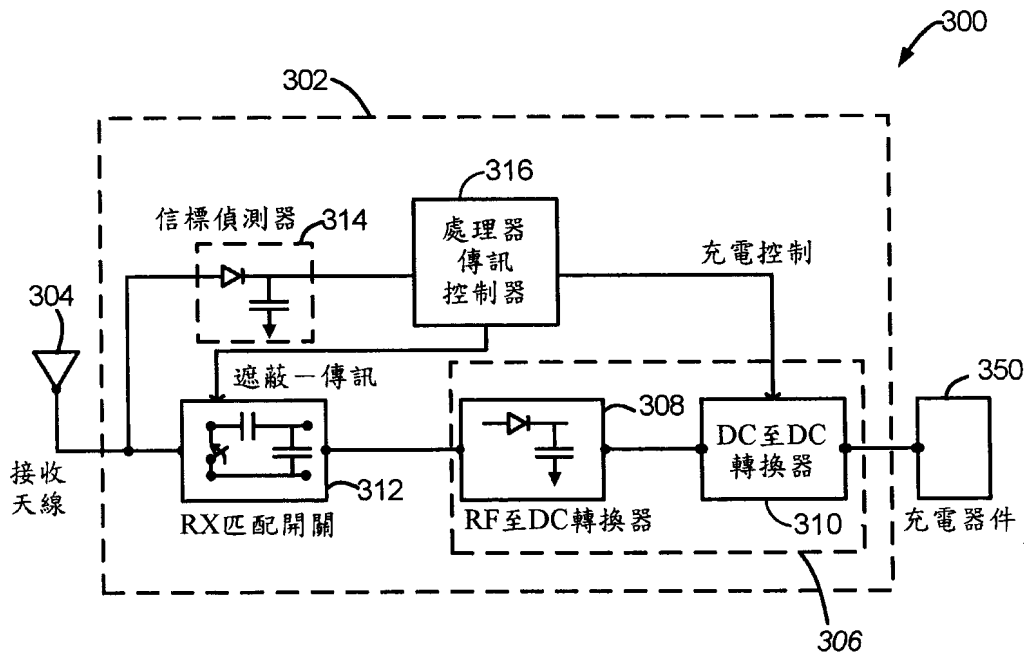 300
302
316
信標偵測器
314
處理器
傳訊
控制器
充電控制
304
遮蔽一傳訊
308
DC至DC
轉換器
350
接收
天線
312
RX匹配開關
RF至DC轉換器
310
充電器件
306